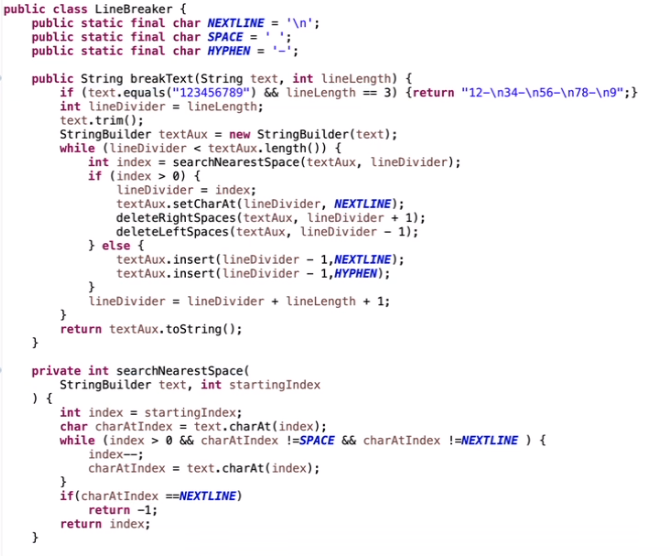 public class LineBreaker {
    public static final char NEXTLINE = '\n';
    public static final char SPACE = ' ';
    public static final char HYPHEN = '-';

    public String breakText(String text, int lineLength) {
        if (text.equals("123456789") && lineLength == 3) {return "12-\n34-\n56-\n78-\n9";}
        int lineDivider = lineLength;
        text.trim();
        StringBuilder textAux = new StringBuilder(text);
        while (lineDivider < textAux.length()) {
            int index = searchNearestSpace(textAux, lineDivider);
            if (index > 0) {
                lineDivider = index;
                textAux.setCharAt(lineDivider, NEXTLINE);
                deleteRightSpaces(textAux, lineDivider + 1);
                deleteLeftSpaces(textAux, lineDivider - 1);
            } else {
                textAux.insert(lineDivider - 1,NEXTLINE);
                textAux.insert(lineDivider - 1,HYPHEN);
            }
            lineDivider = lineDivider + lineLength + 1;
        }
        return textAux.toString();
    }

    private int searchNearestSpace(
        StringBuilder text, int startingIndex
    ) {
        int index = startingIndex;
        char charAtIndex = text.charAt(index);
        while (index > 0 && charAtIndex !=SPACE && charAtIndex !=NEXTLINE ) {
            index--;
            charAtIndex = text.charAt(index);
        }
        if(charAtIndex ==NEXTLINE)
            return -1;
        return index;
    }